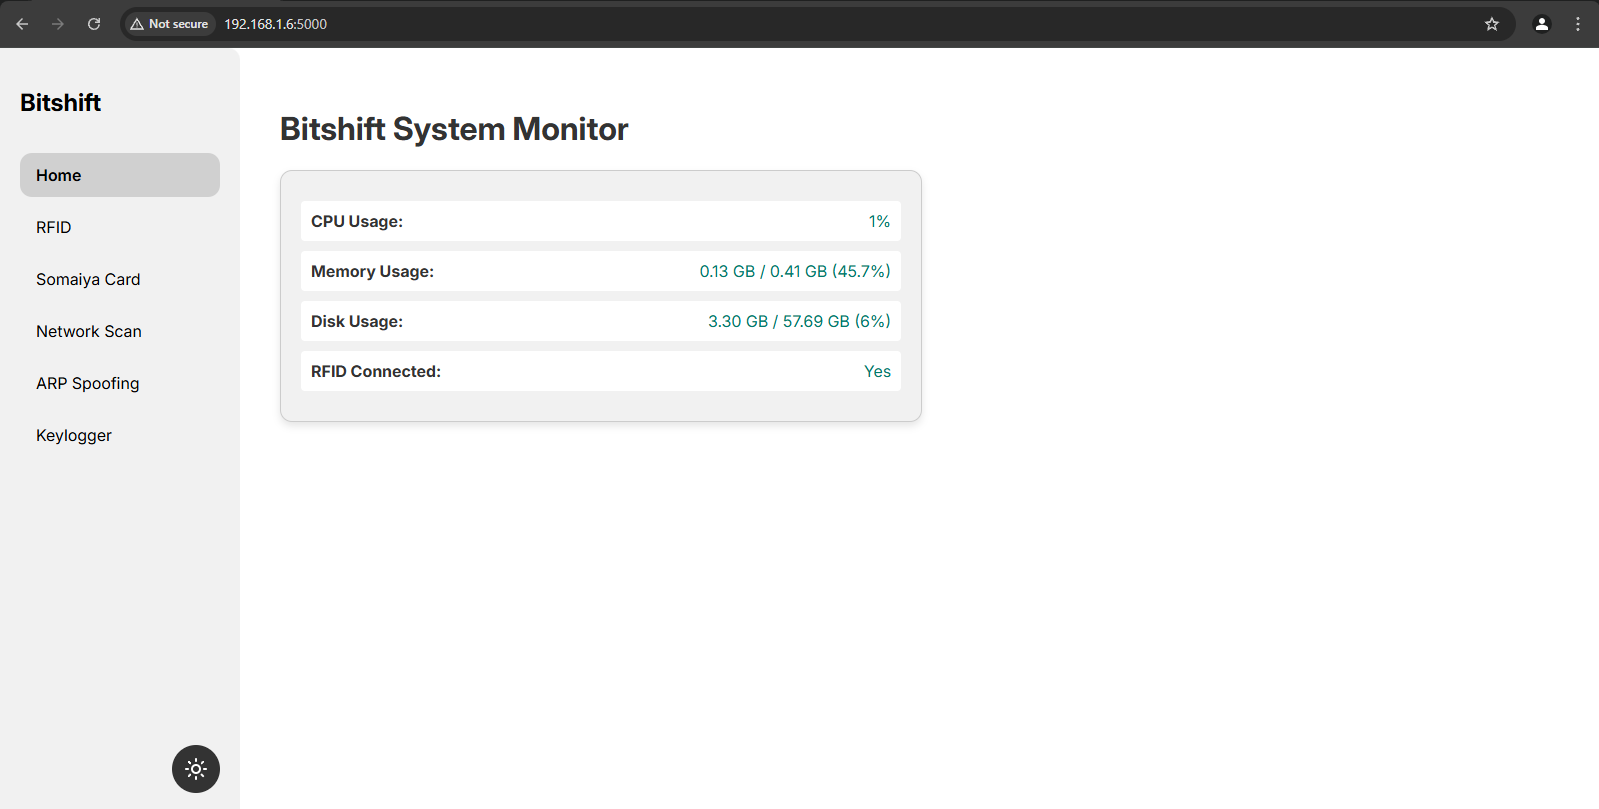 Not secure
192.168.1.6:5000
Bitshift
Home
RFID
Somaiya Card
Network Scan
ARP Spoofing
Keylogger
Bitshift System Monitor
CPU Usage: 1%
Memory Usage: 0.13 GB / 0.41 GB (45.7%)
Disk Usage: 3.30 GB / 57.69 GB (6%)
RFID Connected: Yes